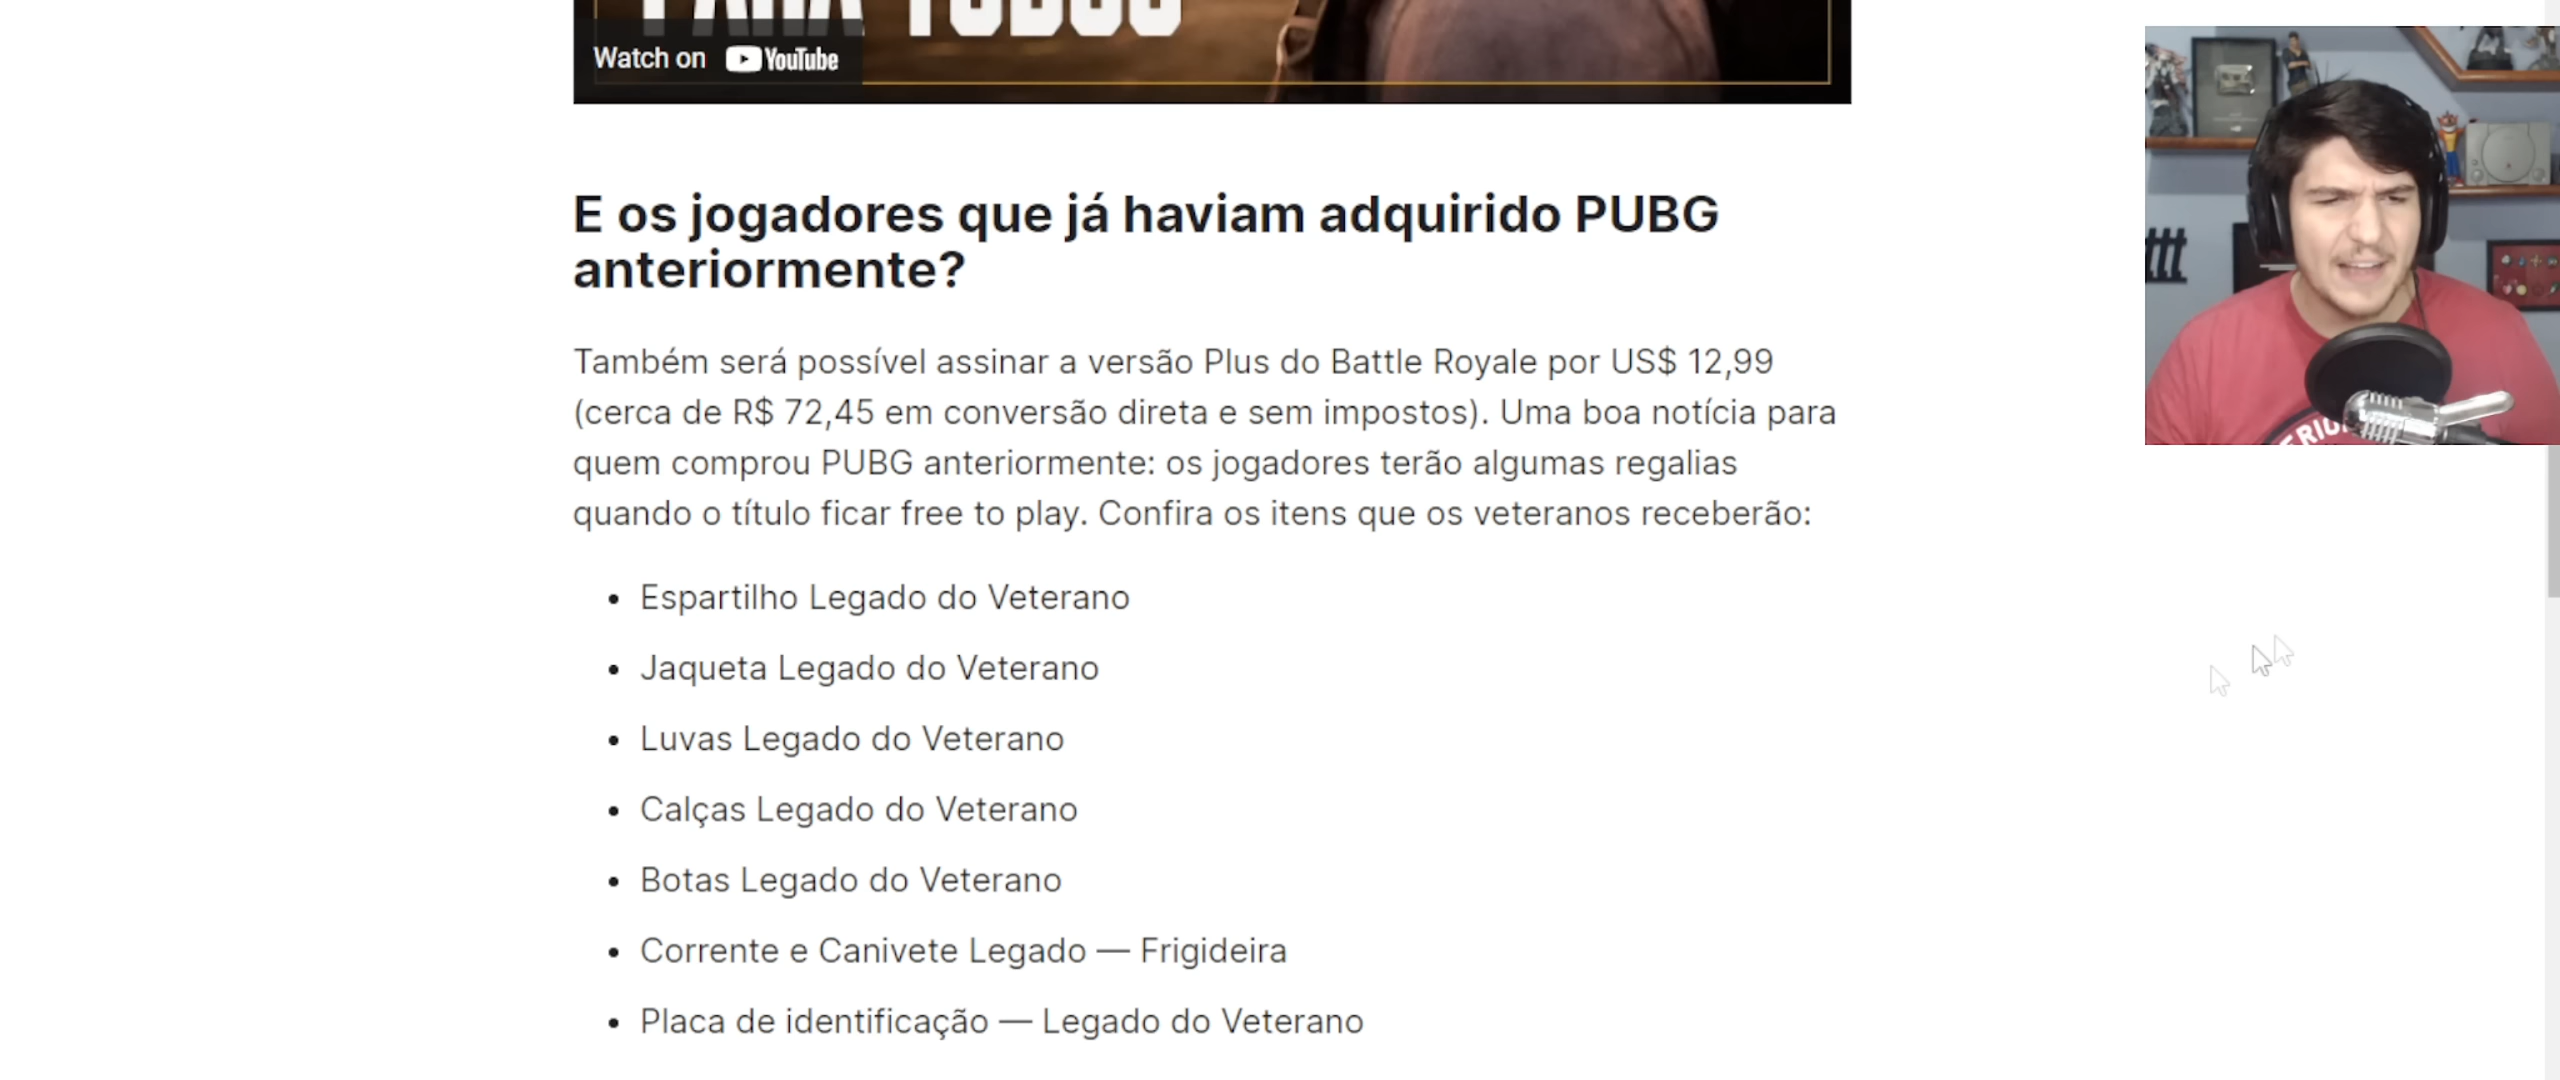 PARA TODOS
Watch on YouTube
E os jogadores que já haviam adquirido PUBG
anteriormente?
Também será possível assinar a versão Plus do Battle Royale por US$ 12,99
(cerca de R$ 72,45 em conversão direta e sem impostos). Uma boa notícia para
quem comprou PUBG anteriormente: os jogadores terão algumas regalias
quando o título ficar free to play. Confira os itens que os veteranos receberão:
• Espartilho Legado do Veterano
• Jaqueta Legado do Veterano
• Luvas Legado do Veterano
• Calças Legado do Veterano
• Botas Legado do Veterano
• Corrente e Canivete Legado — Frigideira
• Placa de identificação — Legado do Veterano